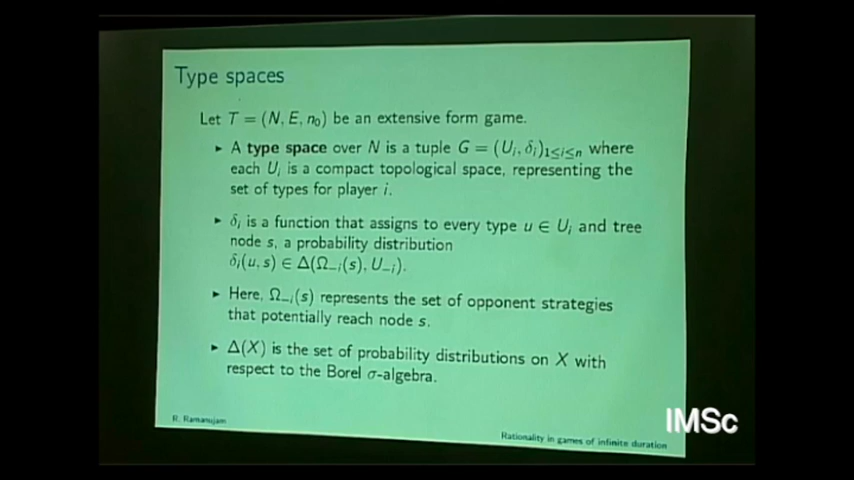 Type spaces
Let T = (N, E, n₀) be an extensive form game.
▸ A type space over N is a tuple G = (Uᵢ, δᵢ)₁≤ᵢ≤ₙ where
each Uᵢ is a compact topological space, representing the
set of types for player i.
▸ δᵢ is a function that assigns to every type u ∈ Uᵢ and tree
node s, a probability distribution
δᵢ(u, s) ∈ Δ(Ω₋ᵢ(s), U₋ᵢ).
▸ Here, Ω₋ᵢ(s) represents the set of opponent strategies
that potentially reach node s.
▸ Δ(X) is the set of probability distributions on X with
respect to the Borel σ-algebra.
R. Ramanujam
Rationality in games of infinite duration
IMSc